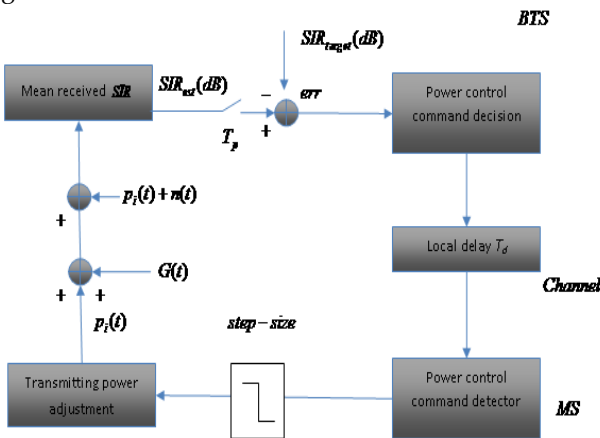 BTS
SIR_target(dB)
Mean received SIR
SIR_est(dB)
− err
T_p +
Power control
command decision
p_i(t)+n(t)
+
Local delay T_d
G(t)
+ +
Channel
p_i(t)
step−size
Transmitting power
adjustment
Power control
command detector
MS